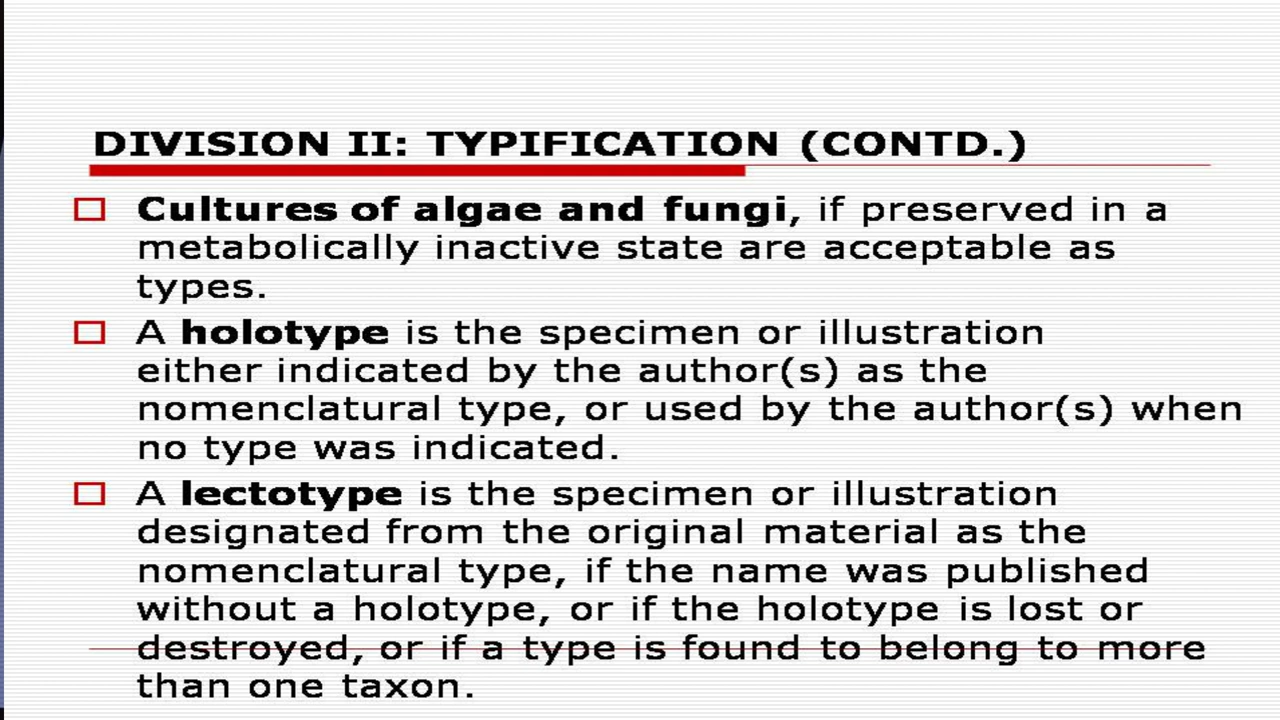 DIVISION II: TYPIFICATION (CONTD.)
Cultures of algae and fungi, if preserved in a
metabolically inactive state are acceptable as
types.
A holotype is the specimen or illustration
either indicated by the author(s) as the
nomenclatural type, or used by the author(s) when
no type was indicated.
A lectotype is the specimen or illustration
designated from the original material as the
nomenclatural type, if the name was published
without a holotype, or if the holotype is lost or
destroyed, or if a type is found to belong to more
than one taxon.